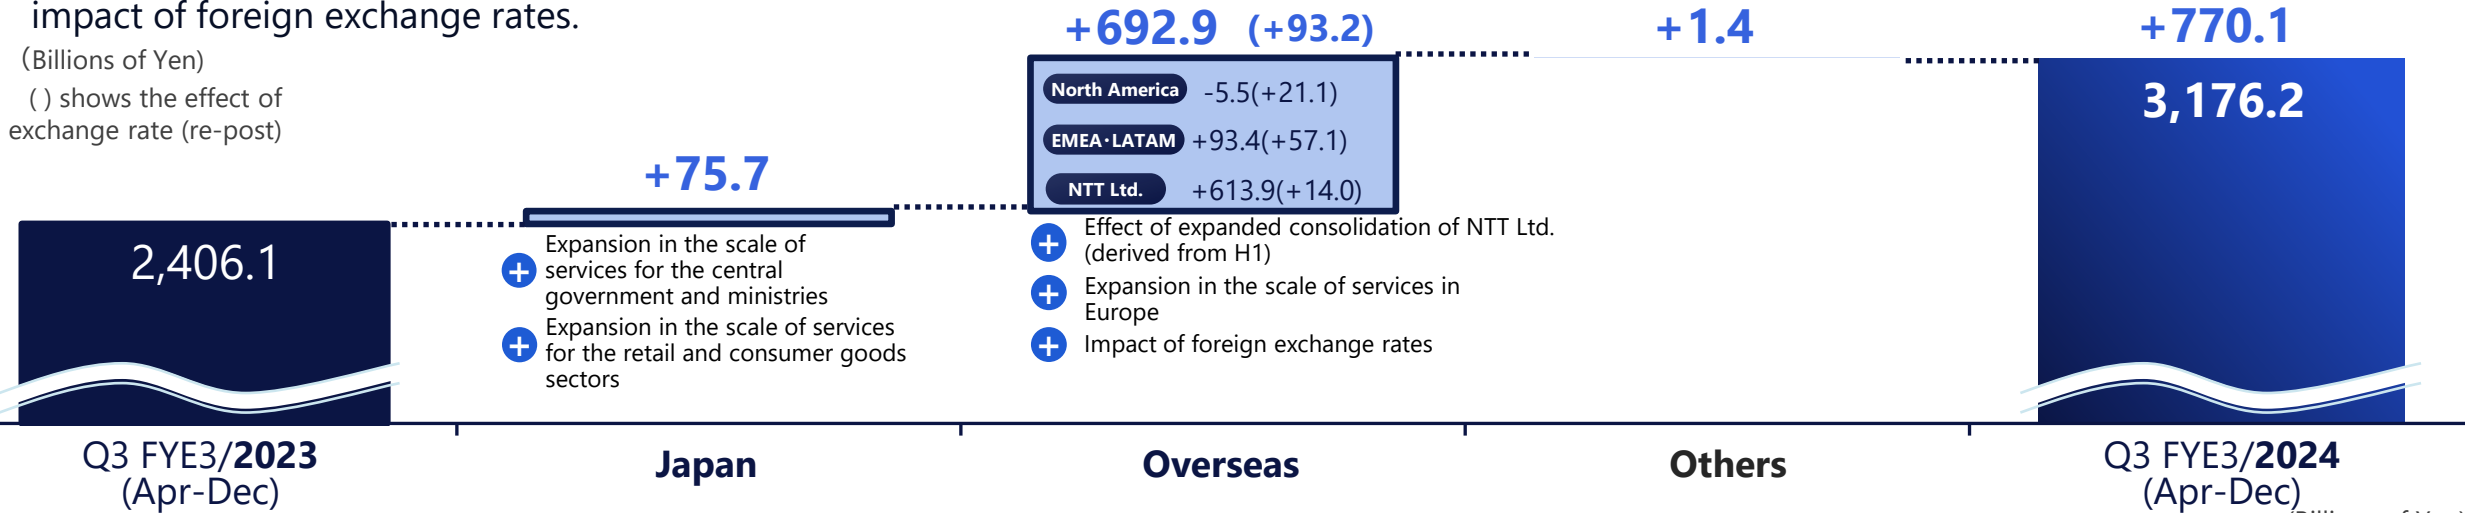 impact of foreign exchange rates.
(Billions of Yen)
( ) shows the effect of
exchange rate (re-post)
2,406.1
+75.7
Expansion in the scale of
services for the central
government and ministries
Expansion in the scale of services
for the retail and consumer goods
sectors
+692.9 (+93.2)
North America -5.5(+21.1)
EMEA・LATAM +93.4(+57.1)
NTT Ltd. +613.9(+14.0)
Effect of expanded consolidation of NTT Ltd.
(derived from H1)
Expansion in the scale of services in
Europe
Impact of foreign exchange rates
+1.4
+770.1
3,176.2
Q3 FYE3/2023
(Apr-Dec)
Japan
Overseas
Others
Q3 FYE3/2024
(Apr-Dec)